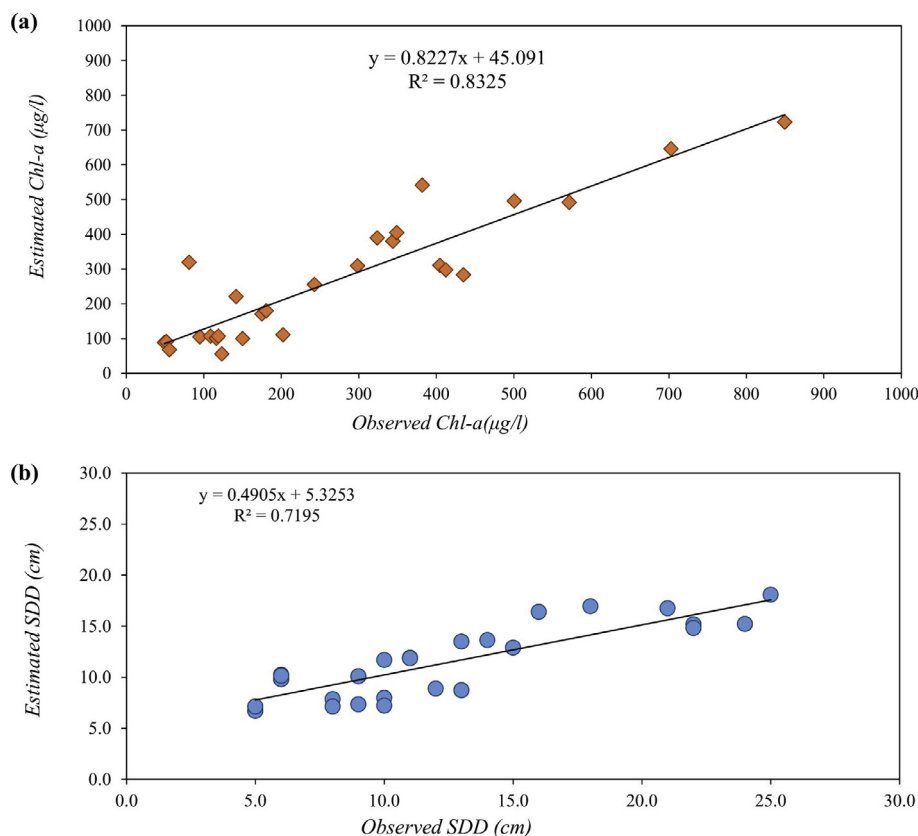 (a)
y = 0.8227x + 45.091
R² = 0.8325
1000
900
800
700
600
500
400
300
200
100
0
Estimated Chl-a (µg/l)
0 100 200 300 400 500 600 700 800 900 1000
Observed Chl-a(µg/l)
(b)
y = 0.4905x + 5.3253
R² = 0.7195
30.0
25.0
20.0
15.0
10.0
5.0
0.0
Estimated SDD (cm)
0.0 5.0 10.0 15.0 20.0 25.0 30.0
Observed SDD (cm)